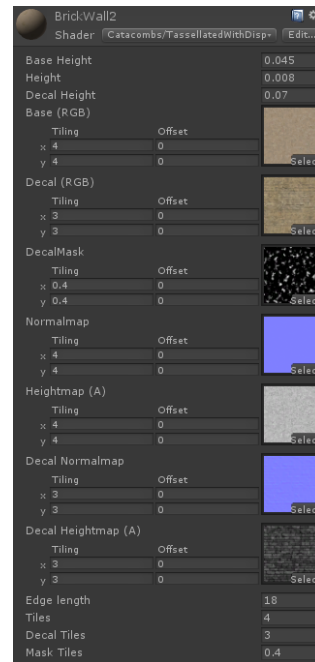 BrickWall2
Shader Catacombs/TassellatedWithDisp Edit...
Base Height 0.045
Height 0.008
Decal Height 0.07
Base (RGB)
Tiling Offset
x 4 0
y 4 0
Selec
Decal (RGB)
Tiling Offset
x 3 0
y 3 0
Selec
DecalMask
Tiling Offset
x 0.4 0
y 0.4 0
Selec
Normalmap
Tiling Offset
x 4 0
y 4 0
Selec
Heightmap (A)
Tiling Offset
x 4 0
y 4 0
Selec
Decal Normalmap
Tiling Offset
x 3 0
y 3 0
Selec
Decal Heightmap (A)
Tiling Offset
x 3 0
y 3 0
Selec
Edge length 18
Tiles 4
Decal Tiles 3
Mask Tiles 0.4